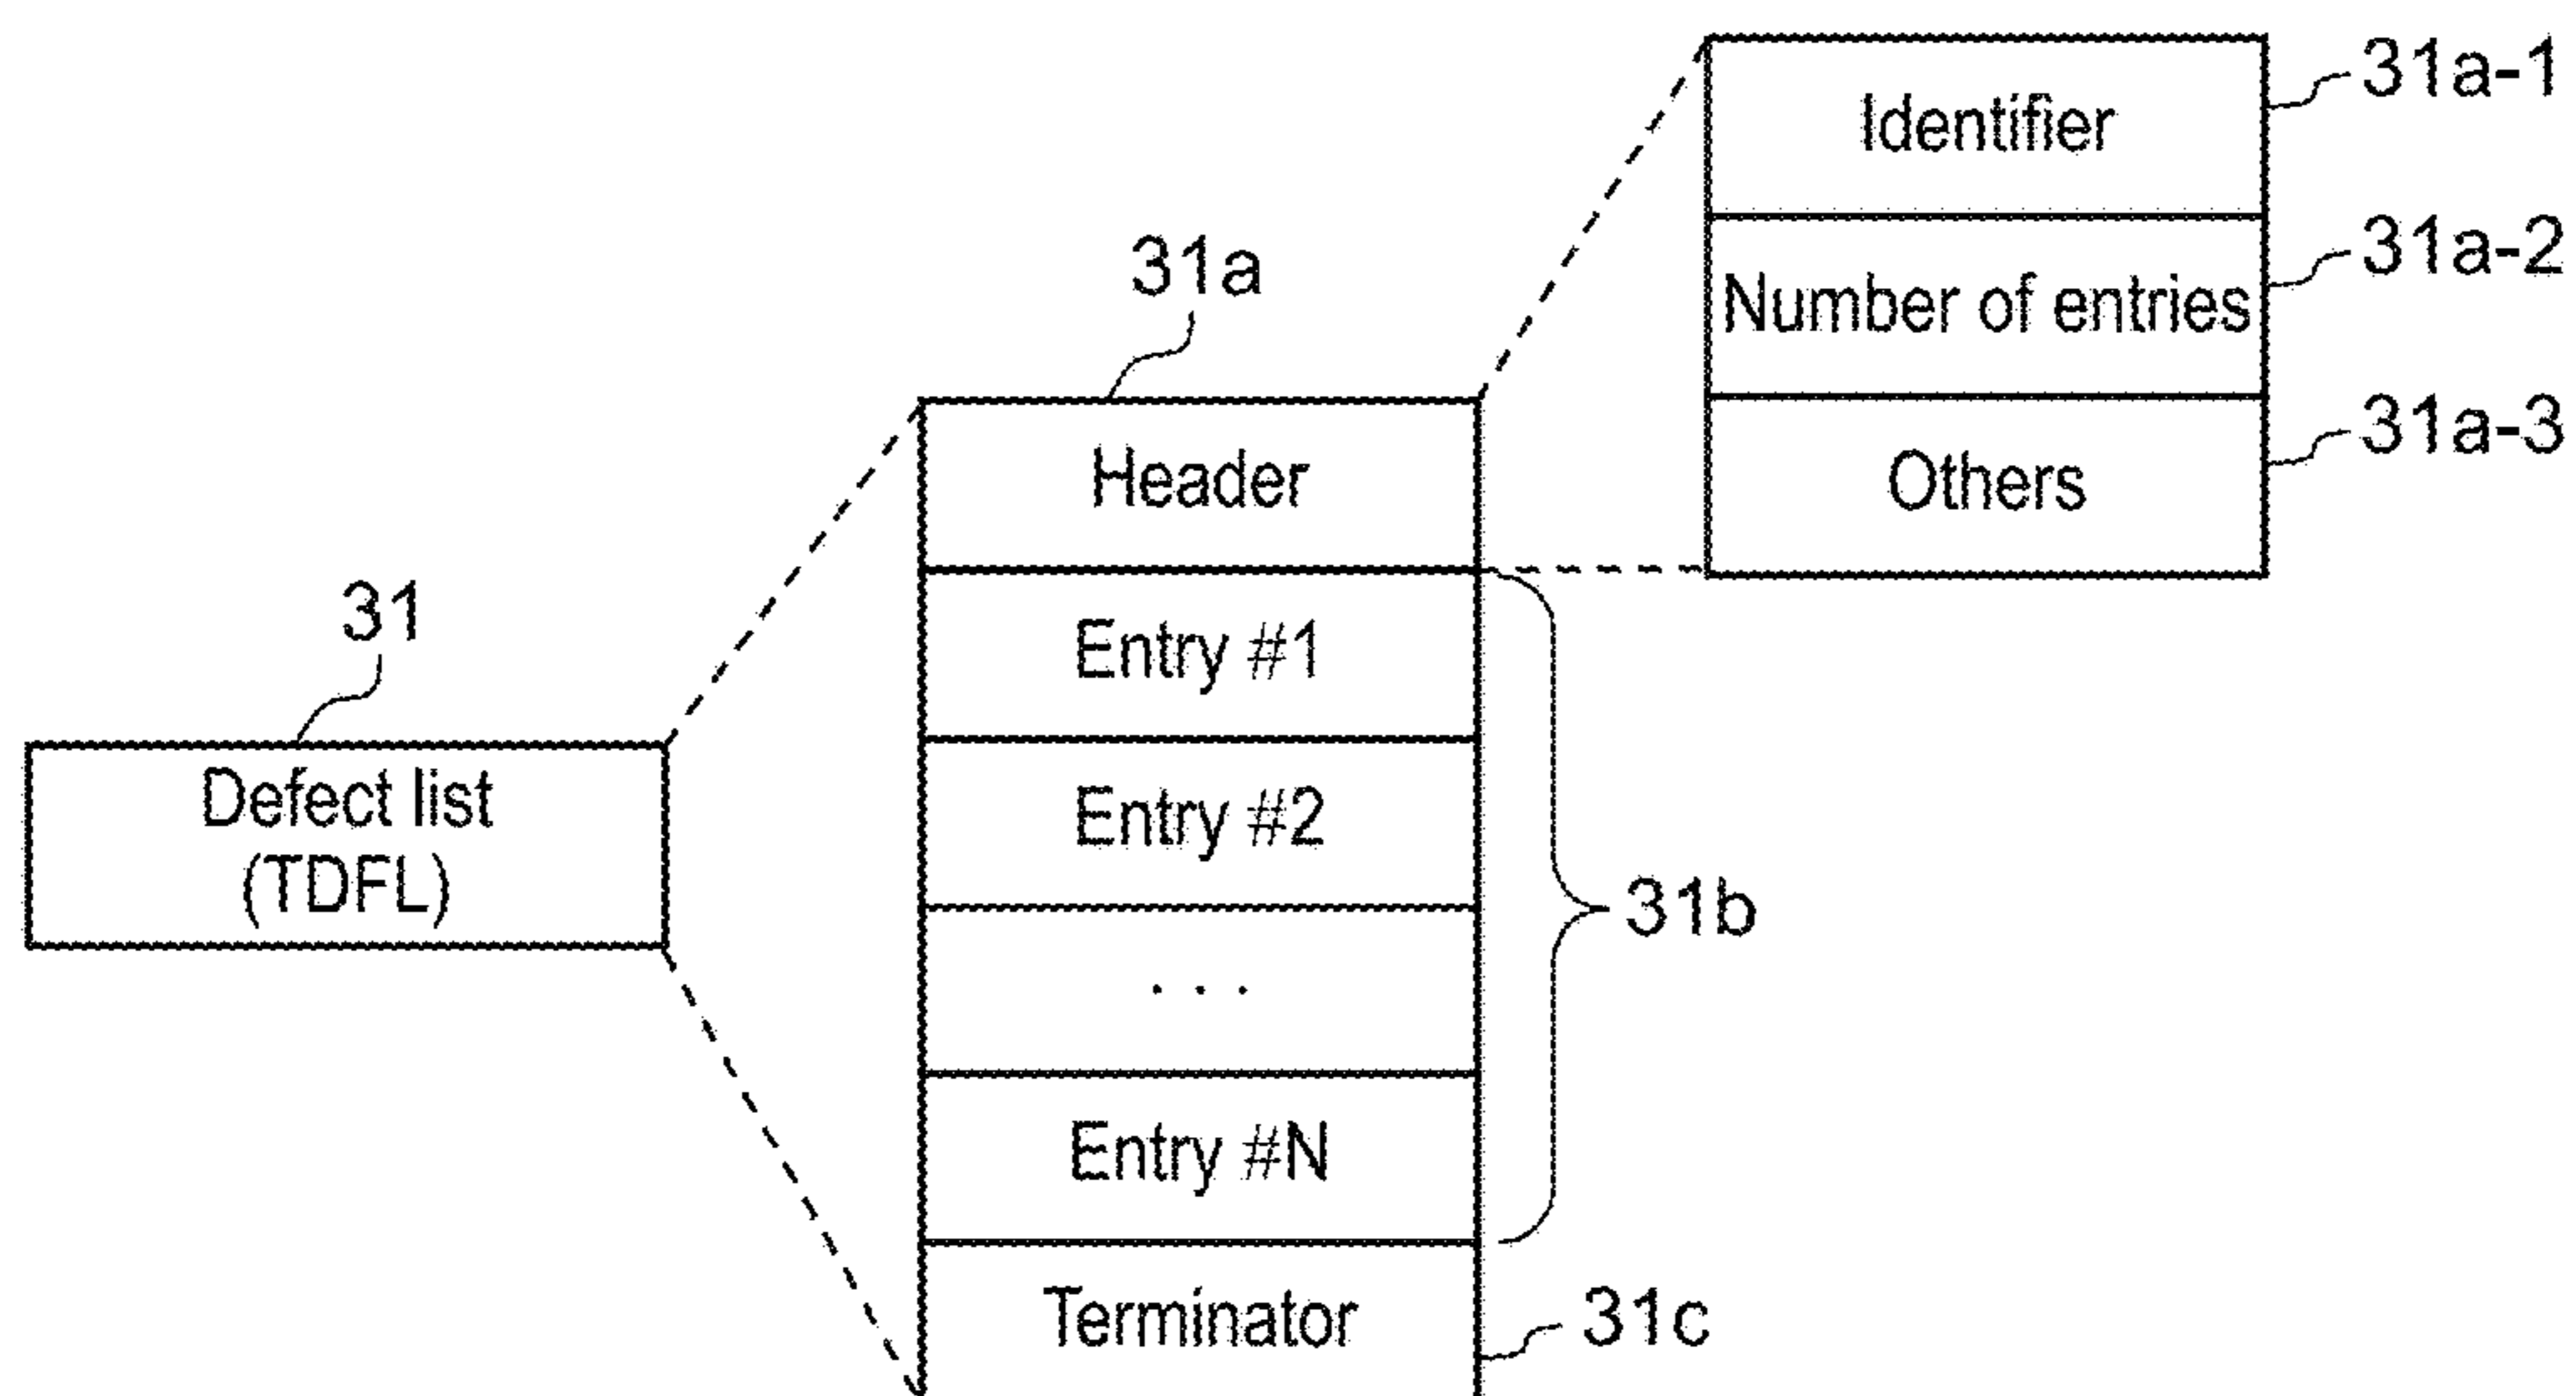 31
Defect list
(TDFL)
31a
Header
Entry #1
Entry #2
. . .
Entry #N
Terminator
31b
31c
Identifier
Number of entries
Others
31a-1
31a-2
31a-3